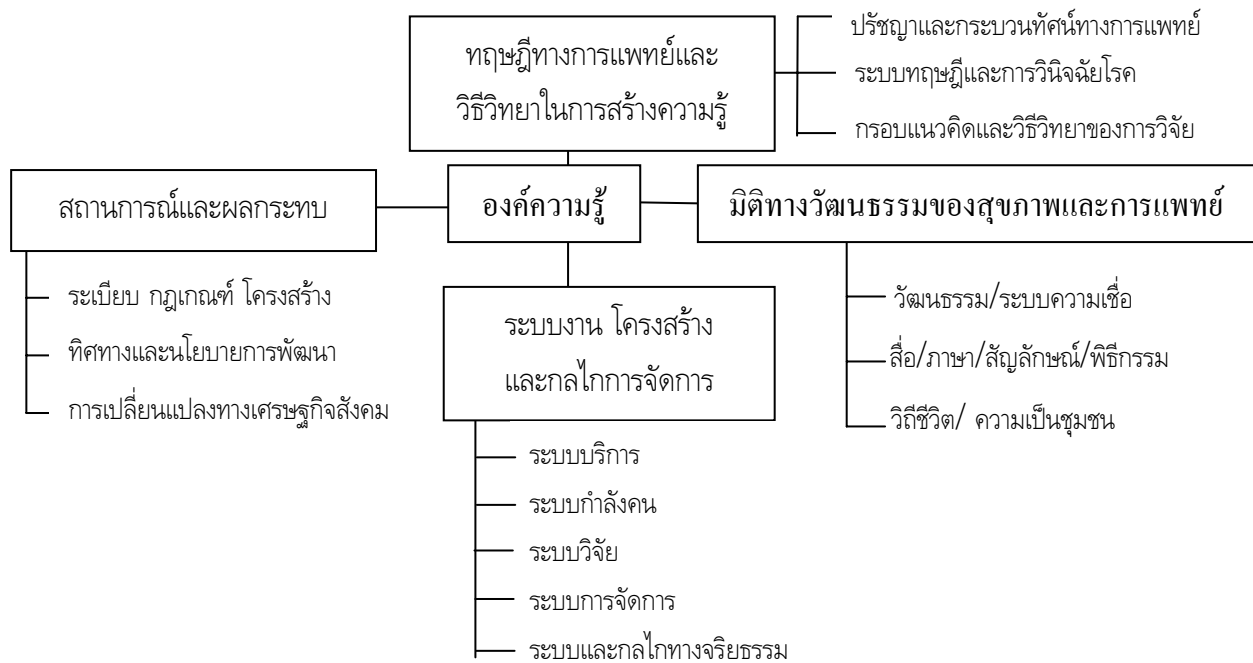 ทฤษฎีทางการแพทย์และ
วิธีวิทยาในการสร้างความรู้
ปรัชญาและกระบวนทัศน์ทางการแพทย์
ระบบทฤษฎีและการวินิจฉัยโรค
กรอบแนวคิดและวิธีวิทยาของการวิจัย
สถานการณ์และผลกระทบ
องค์ความรู้
มิติทางวัฒนธรรมของสุขภาพและการแพทย์
ระเบียบ กฎเกณฑ์ โครงสร้าง
ทิศทางและนโยบายการพัฒนา
การเปลี่ยนแปลงทางเศรษฐกิจสังคม
ระบบงาน โครงสร้าง
และกลไกการจัดการ
วัฒนธรรม/ระบบความเชื่อ
สื่อ/ภาษา/สัญลักษณ์/พิธีกรรม
วิถีชีวิต/ ความเป็นชุมชน
ระบบบริการ
ระบบกำลังคน
ระบบวิจัย
ระบบการจัดการ
ระบบและกลไกทางจริยธรรม